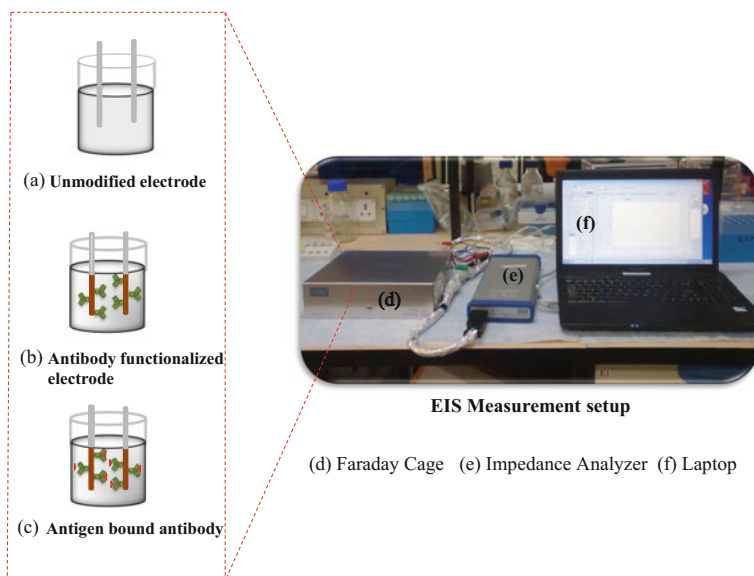 (a) Unmodified electrode
(b) Antibody functionalized
electrode
(c) Antigen bound antibody
(d)
(e)
(f)
EIS Measurement setup
(d) Faraday Cage (e) Impedance Analyzer (f) Laptop